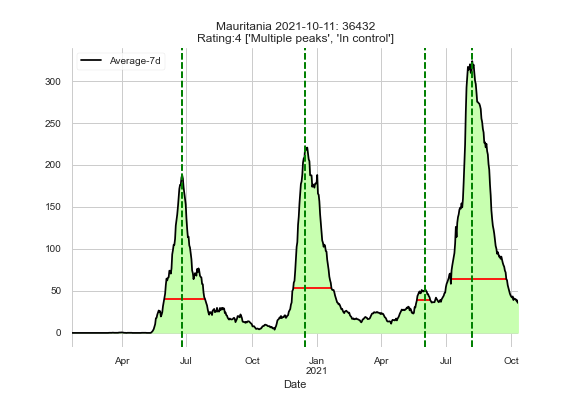 Mauritania 2021-10-11: 36432
Rating:4 ['Multiple peaks', 'In control']
Average-7d
300
250
200
150
100
50
0
Apr
Jul
Oct
Jan
2021
Apr
Jul
Oct
Date